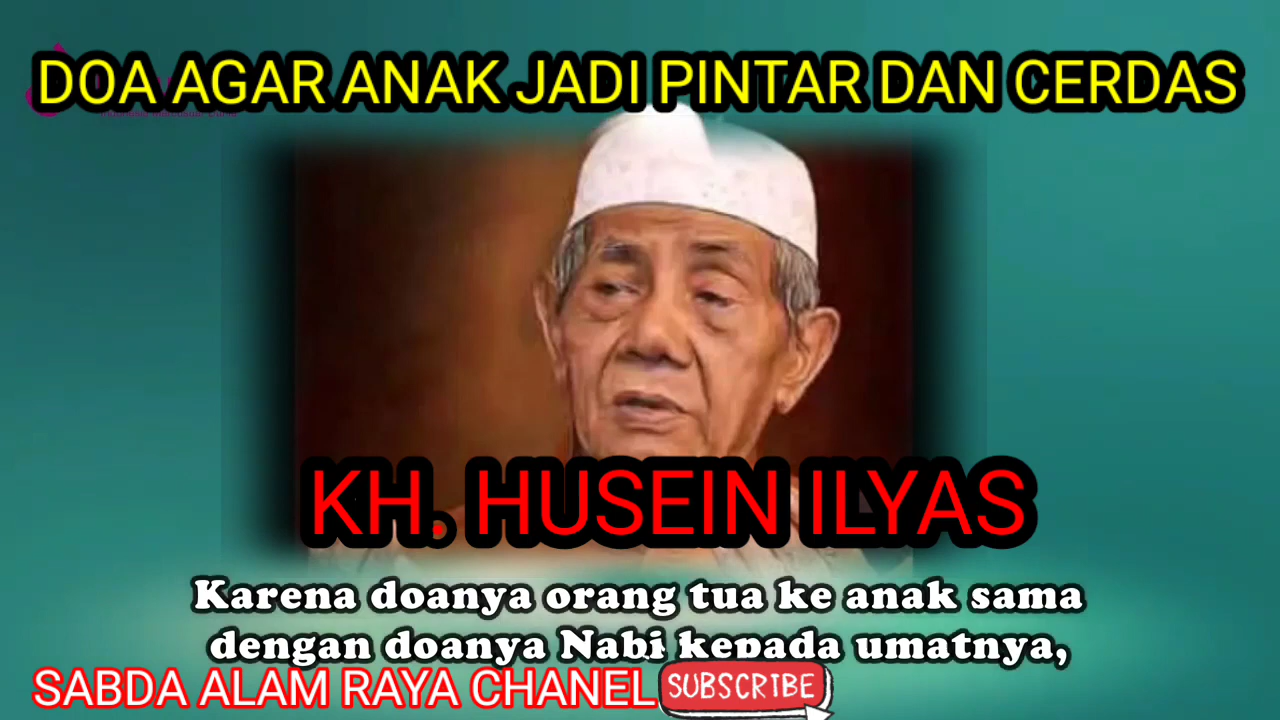 DOA AGAR ANAK JADI PINTAR DAN CERDAS
KH. HUSEIN ILYAS
Karena doanya orang tua ke anak sama
dengan doanya Nabi kepada umatnya,
SABDA ALAM RAYA CHANEL
SUBSCRIBE